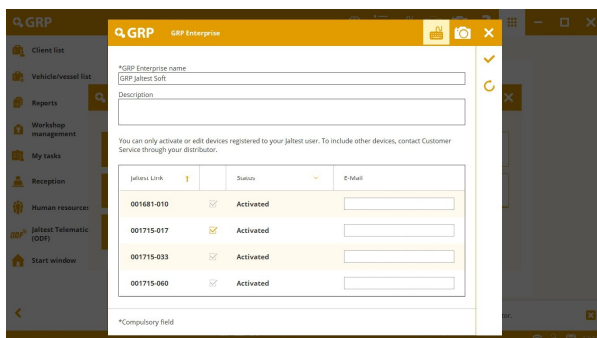 GRP
GRP
GRP Enterprise
Client list
Vehicle/vessel list
Reports
Workshop
management
My tasks
Reception
Human resources
Jaltest Telematics
(ODF)
Start window
*GRP Enterprise name
GRP Jaltest Soft
Description
You can only activate or edit devices registered to your Jaltest user. To include other devices, contact Customer
Service through your distributor.
Jaltest Link
Status
E-Mail
001681-010
Activated
001715-017
Activated
001715-033
Activated
001715-060
Activated
*Compulsory field
tor.